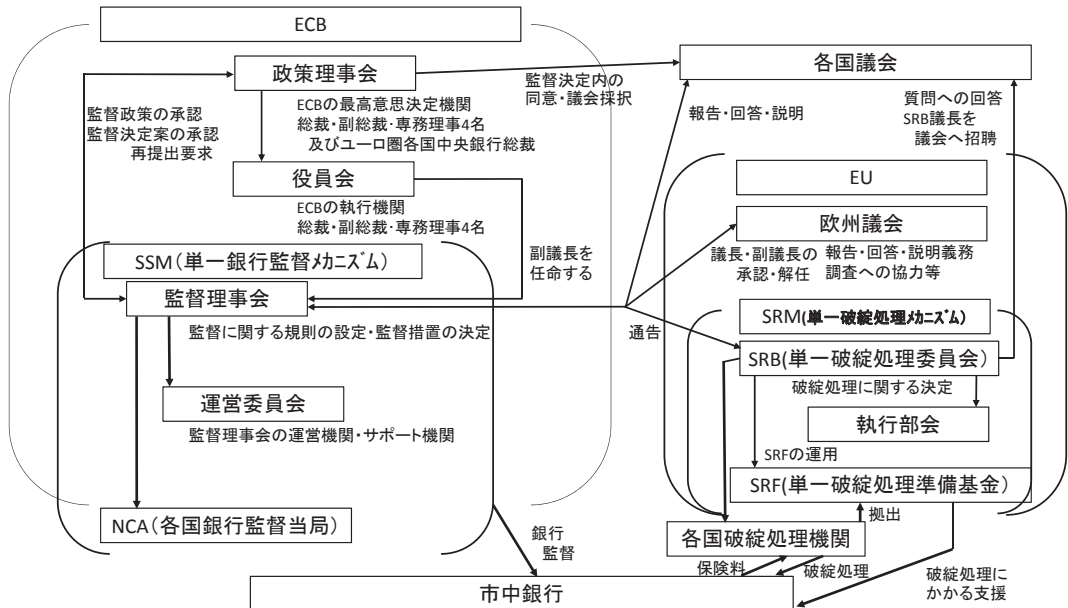 ECB
政策理事会
ECBの最高意思決定機関
総裁・副総裁・専務理事4名
及びユーロ圏各国中央銀行総裁
監督政策の承認
監督決定案の承認
再提出要求
監督決定内の
同意・議会採択
各国議会
報告・回答・説明
質問への回答
SRB議長を
議会へ招聘
役員会
ECBの執行機関
総裁・副総裁・専務理事4名
副議長を
任命する
EU
欧州議会
議長・副議長の
承認・解任
報告・回答・説明義務
調査への協力等
SSM(単一銀行監督メカニズム)
監督理事会
監督に関する規則の設定・監督措置の決定
通告
SRM(単一破綻処理メカニズム)
SRB(単一破綻処理委員会)
破綻処理に関する決定
運営委員会
監督理事会の運営機関・サポート機関
執行部会
SRFの運用
SRF(単一破綻処理準備基金)
NCA(各国銀行監督当局)
銀行
監督
拠出
各国破綻処理機関
保険料
破綻処理
破綻処理に
かかる支援
市中銀行